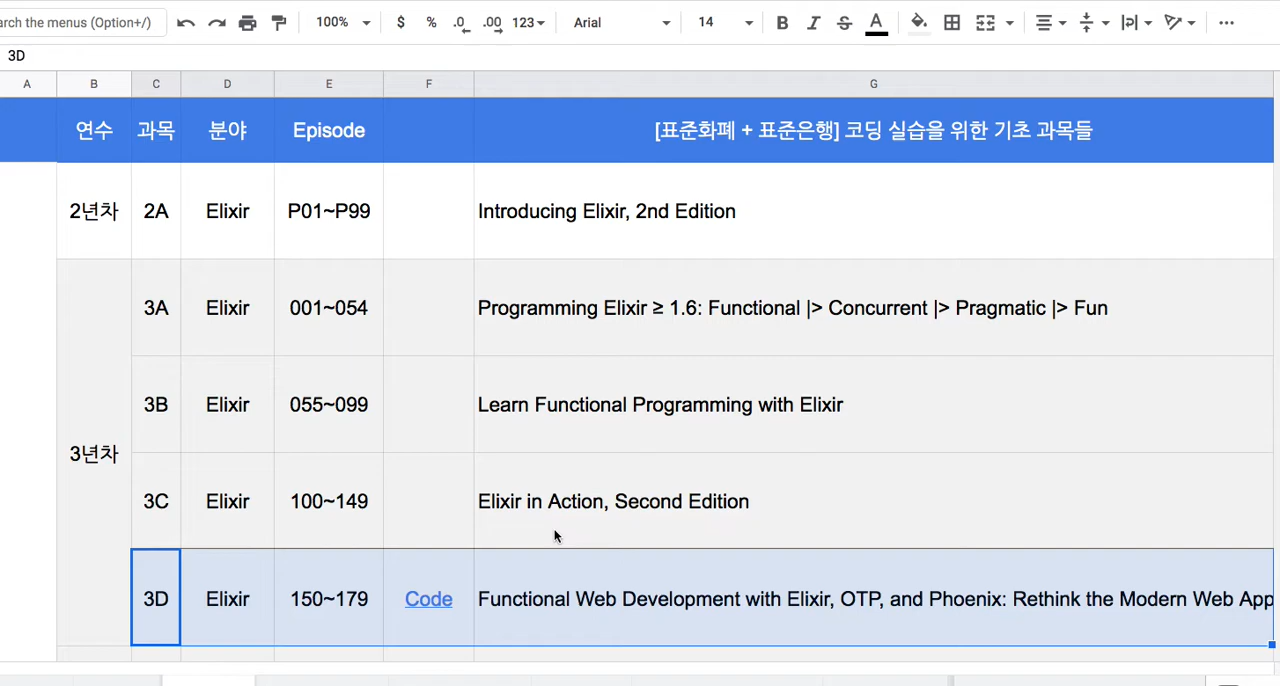 arch the menus (Option+/) 100% $ % .0 .00 123 Arial 14 B I S A
3D
A B C D E F G
연수 과목 분야 Episode [표준화폐 + 표준은행] 코딩 실습을 위한 기초 과목들
2년차 2A Elixir P01~P99 Introducing Elixir, 2nd Edition
3A Elixir 001~054 Programming Elixir ≥ 1.6: Functional |> Concurrent |> Pragmatic |> Fun
3B Elixir 055~099 Learn Functional Programming with Elixir
3년차
3C Elixir 100~149 Elixir in Action, Second Edition
3D Elixir 150~179 Code Functional Web Development with Elixir, OTP, and Phoenix: Rethink the Modern Web App